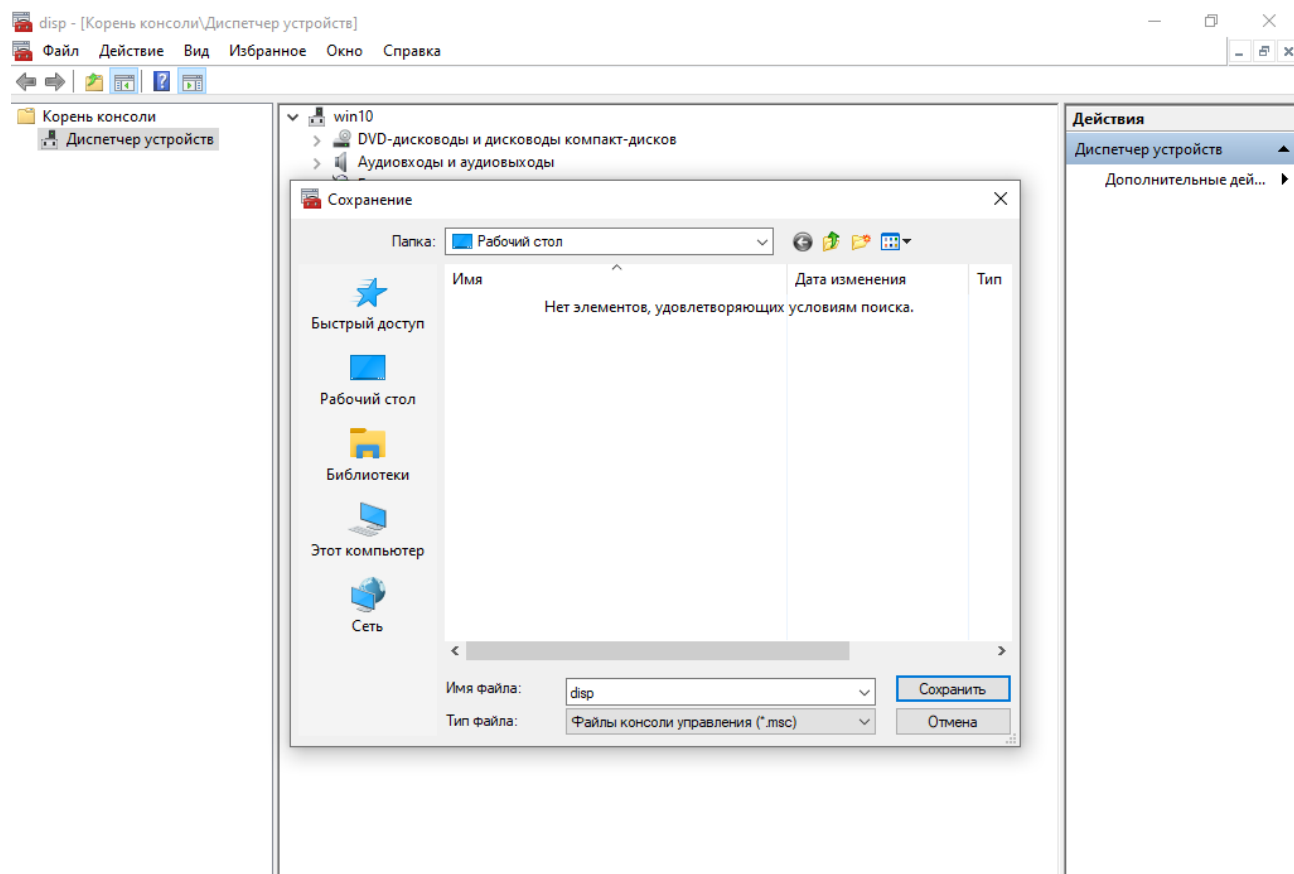 disp - [Корень консоли\Диспетчер устройств]
Файл Действие Вид Избранное Окно Справка
Корень консоли
Диспетчер устройств
win10
DVD-дисководы и дисководы компакт-дисков
Аудиовходы и аудиовыходы
Действия
Диспетчер устройств
Дополнительные дей...
Сохранение
Папка: Рабочий стол
Имя Дата изменения Тип
Нет элементов, удовлетворяющих условиям поиска.
Быстрый доступ
Рабочий стол
Библиотеки
Этот компьютер
Сеть
Имя файла: disp Сохранить
Тип файла: Файлы консоли управления (*.msc) Отмена